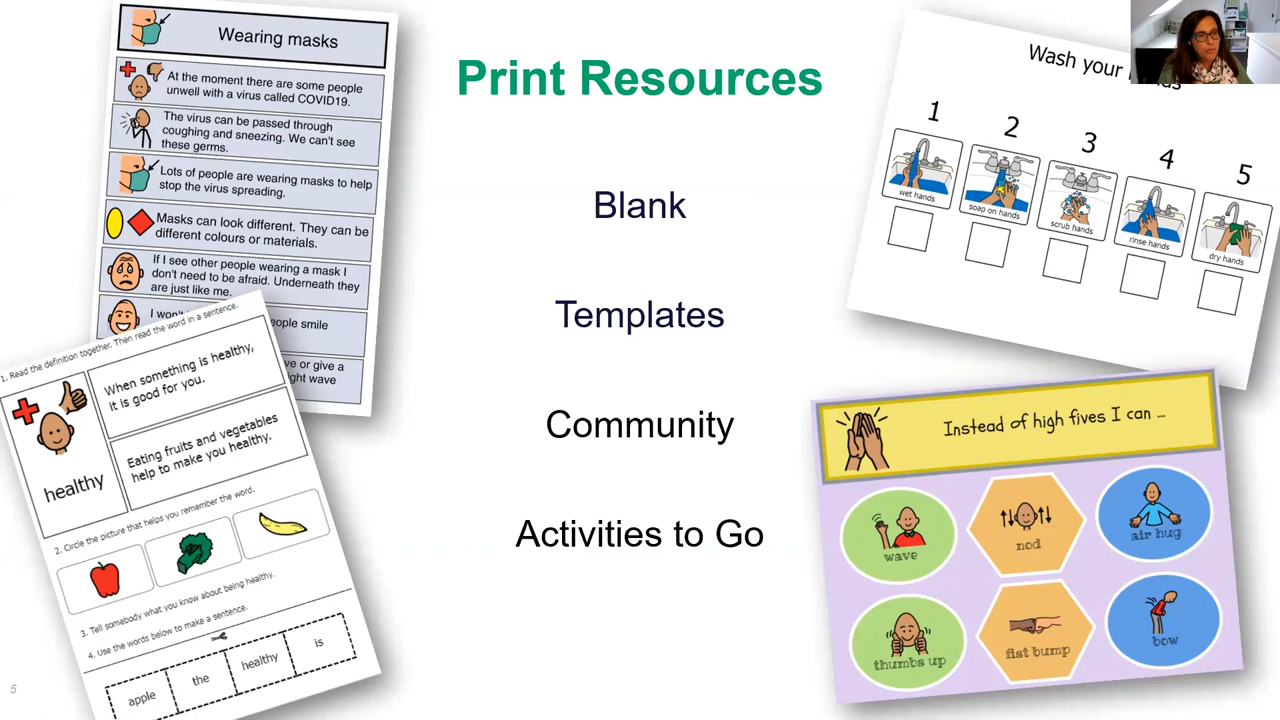 Wearing masks
At the moment there are some people
unwell with a virus called COVID19.
The virus can be passed through
coughing and sneezing. We can't see
these germs.
Lots of people are wearing masks to help
stop the virus spreading.
Masks can look different. They can be
different colours or materials.
If I see other people wearing a mask I
don't need to be afraid. Underneath they
are just like me.
I won't
people smile
or give a
wave
1. Read the definition together. Then read the word in a sentence.
When something is healthy,
it is good for you.
Eating fruits and vegetables
help to make you healthy.
healthy
2. Circle the picture that helps you remember the word.
3. Tell somebody what you know about being healthy.
4. Use the words below to make a sentence.
apple
the
healthy
is
5
Print Resources
Blank
Templates
Community
Activities to Go
Wash your
1
2
3
4
5
wet hands
soap on hands
scrub hands
rinse hands
dry hands
Instead of high fives I can ...
wave
nod
air hug
thumbs up
fist bump
bow